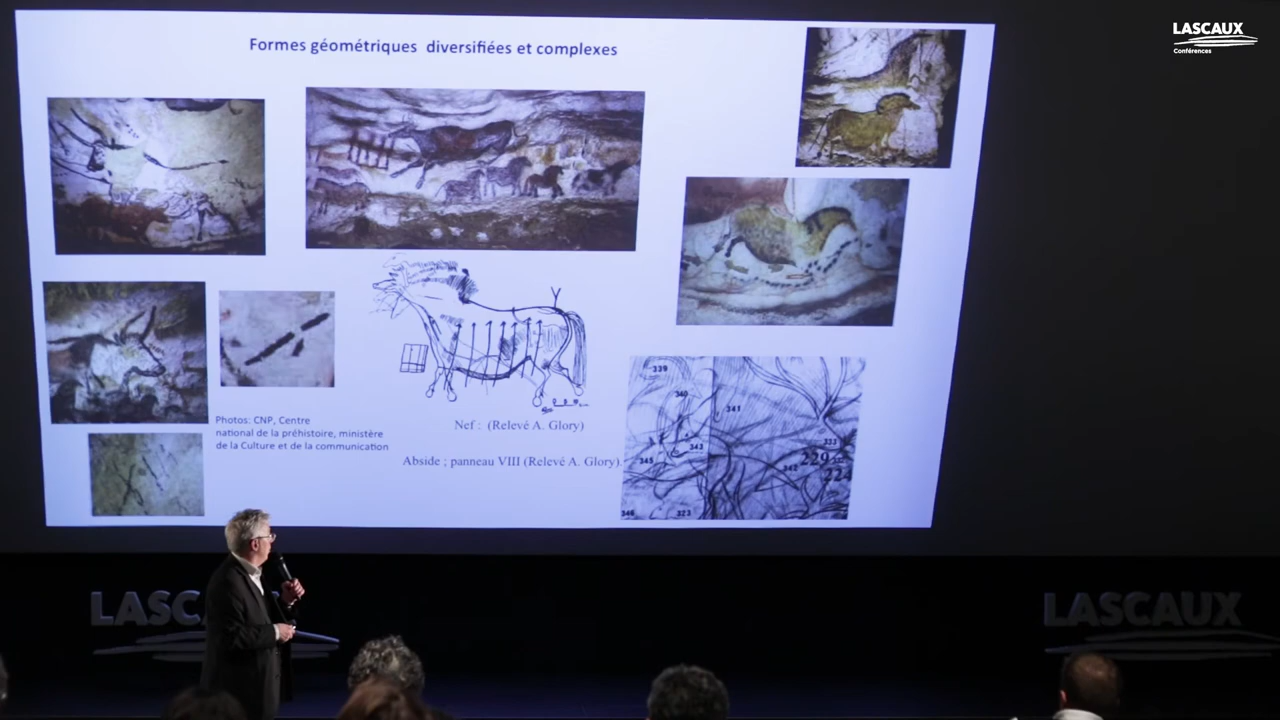 Formes géométriques diversifiées et complexes
LASCAUX
Conférences
Photos: CNP, Centre
national de la préhistoire, ministère
de la Culture et de la communication
Nef : (Relevé A. Glory)
Abside ; panneau VIII (Relevé A. Glory).
339
340
341
343
345
333
342
229
224
346
323
LASC
LASCAUX